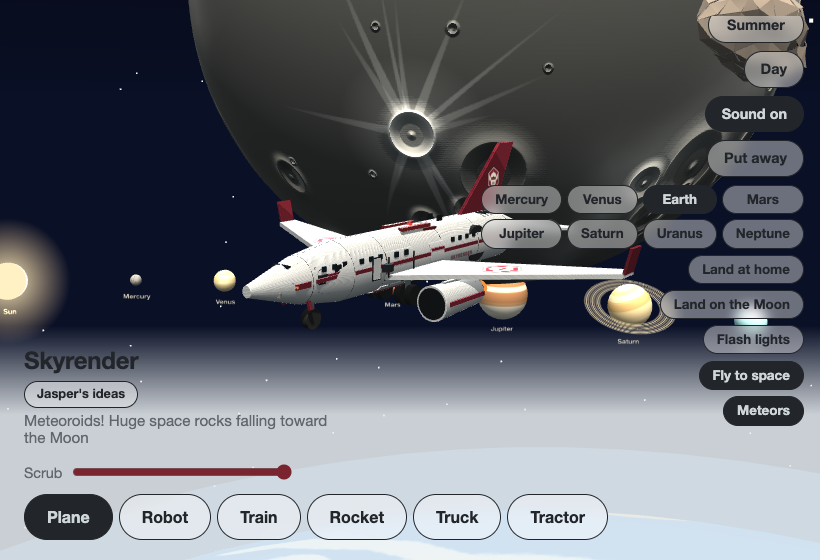 Summer
Day
Sound on
Put away
Mercury Venus Earth Mars
Jupiter Saturn Uranus Neptune
Land at home
Land on the Moon
Flash lights
Fly to space
Meteors
Sun
Mercury
Venus
Mars
Jupiter
Saturn
Skyrender
Jasper's ideas
Meteoroids! Huge space rocks falling toward
the Moon
Scrub
Plane Robot Train Rocket Truck Tractor